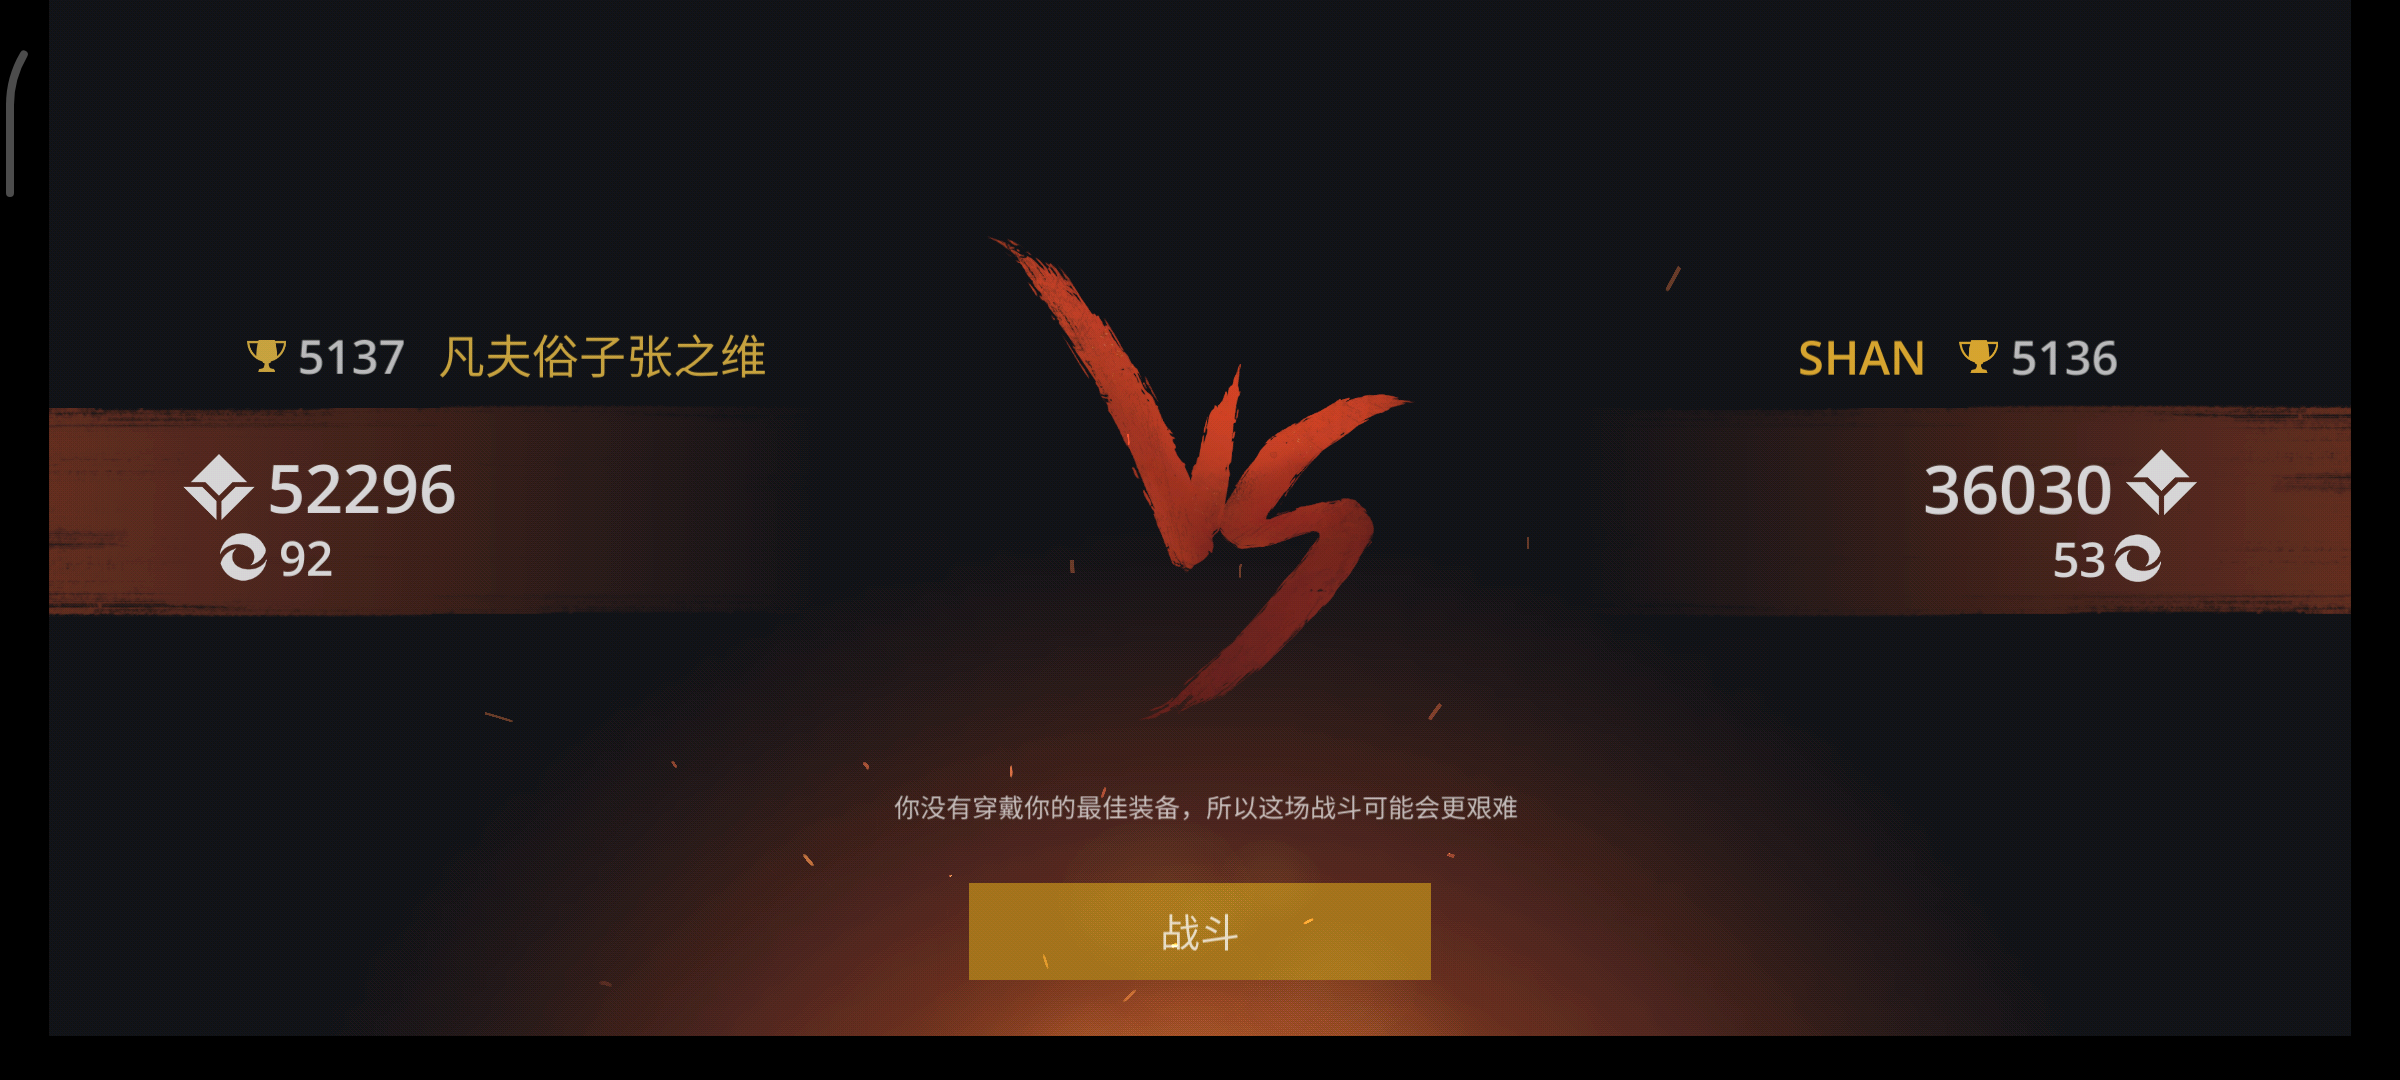 5137 凡夫俗子张之维
SHAN 5136
52296
36030
92
53
VS
你没有穿戴你的最佳装备，所以这场战斗可能会更艰难
战斗